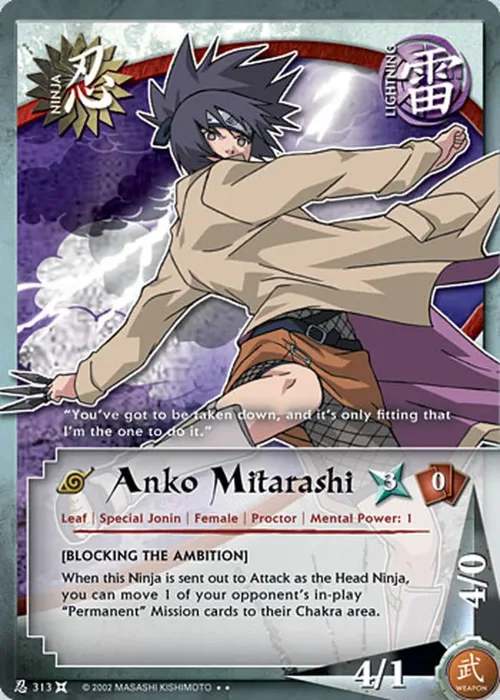 NINJA
忍
LIGHTNING
雷
"You've got to be taken down, and it's only fitting that
I'm the one to do it."
Anko Mitarashi
3
0
Leaf | Special Jonin | Female | Proctor | Mental Power: 1
[BLOCKING THE AMBITION]
When this Ninja is sent out to Attack as the Head Ninja,
you can move 1 of your opponent's in-play
"Permanent" Mission cards to their Chakra area.
4/0
4/1
武
WEAPON
忍 313
© 2002 MASASHI KISHIMOTO